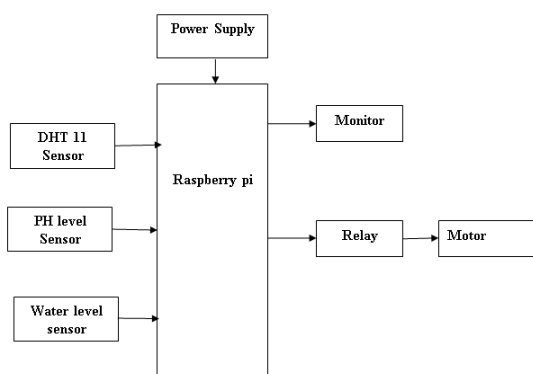 Power Supply
DHT 11
Sensor
PH level
Sensor
Water level
sensor
Raspberry pi
Monitor
Relay
Motor